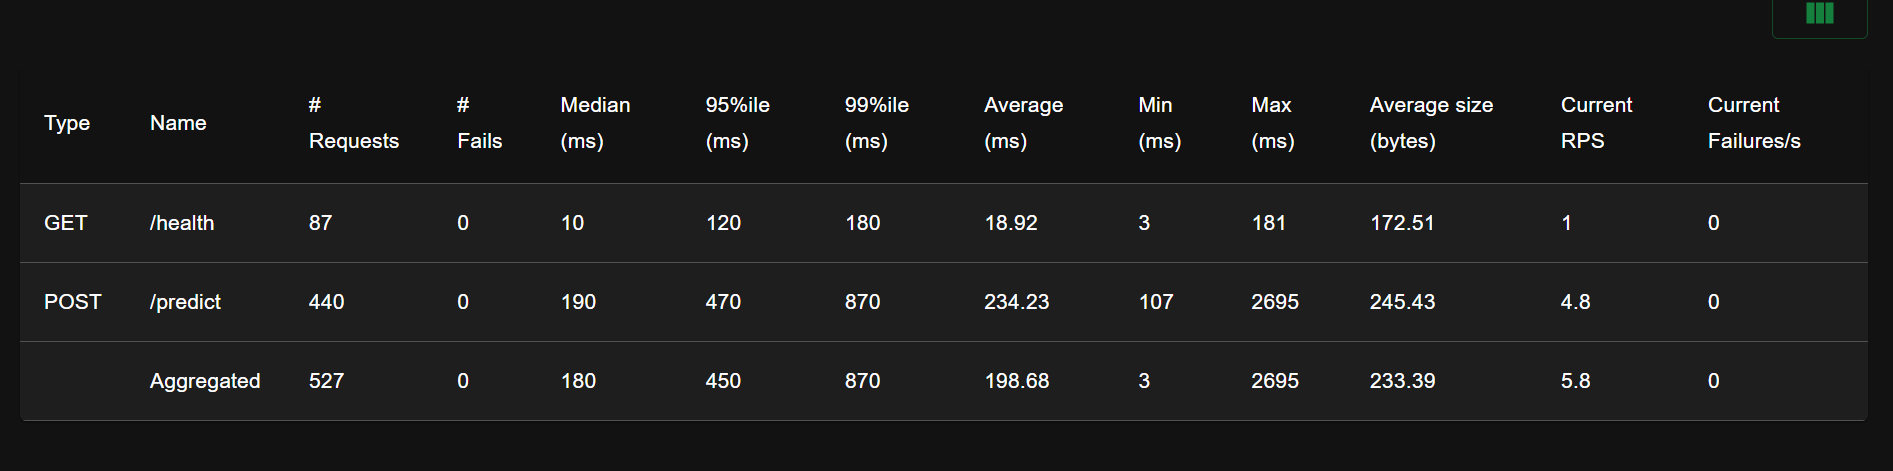 Type Name # Requests # Fails Median (ms) 95%ile (ms) 99%ile (ms) Average (ms) Min (ms) Max (ms) Average size (bytes) Current RPS Current Failures/s
GET /health 87 0 10 120 180 18.92 3 181 172.51 1 0
POST /predict 440 0 190 470 870 234.23 107 2695 245.43 4.8 0
Aggregated 527 0 180 450 870 198.68 3 2695 233.39 5.8 0